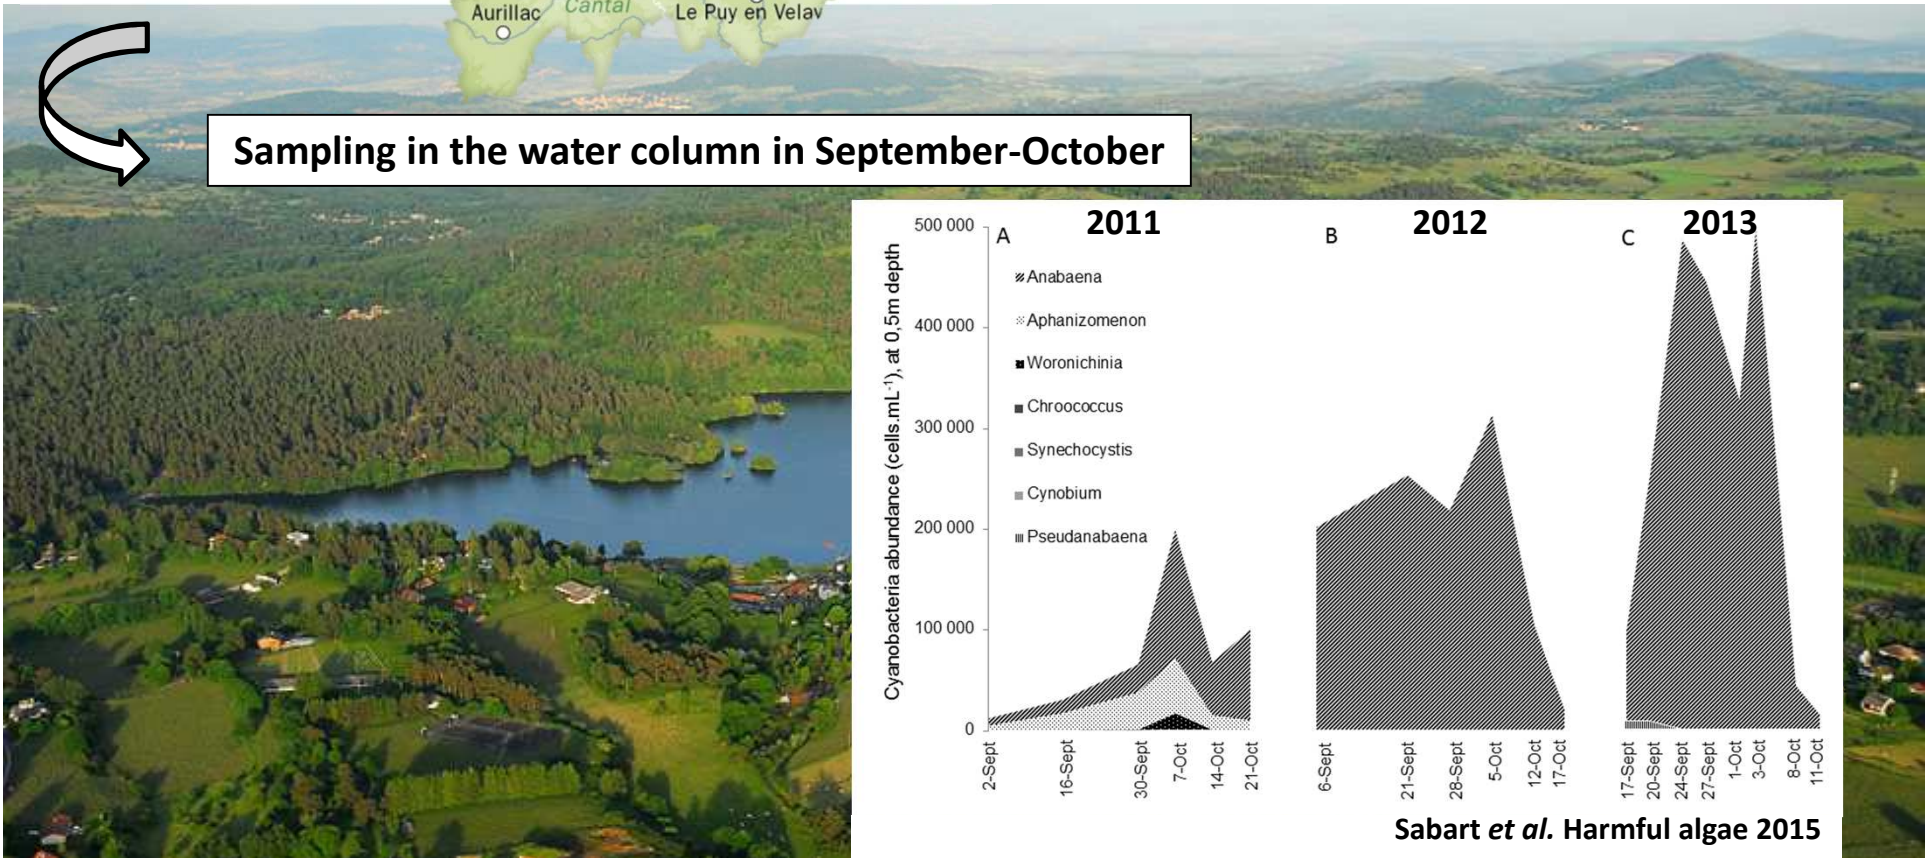 Aurillac
Cantal
Le Puy en Velay
Sampling in the water column in September-October
2011
2012
2013
A
B
C
Cyanobacteria abundance (cells.mL-1), at 0,5m depth
500 000
400 000
300 000
200 000
100 000
0
Anabaena
Aphanizomenon
Woronichinia
Chroococcus
Synechocystis
Cynobium
Pseudanabaena
2-Sept
16-Sept
30-Sept
7-Oct
14-Oct
21-Oct
6-Sept
21-Sept
28-Sept
5-Oct
12-Oct
17-Oct
17-Sept
20-Sept
24-Sept
27-Sept
1-Oct
3-Oct
8-Oct
11-Oct
Sabart et al. Harmful algae 2015